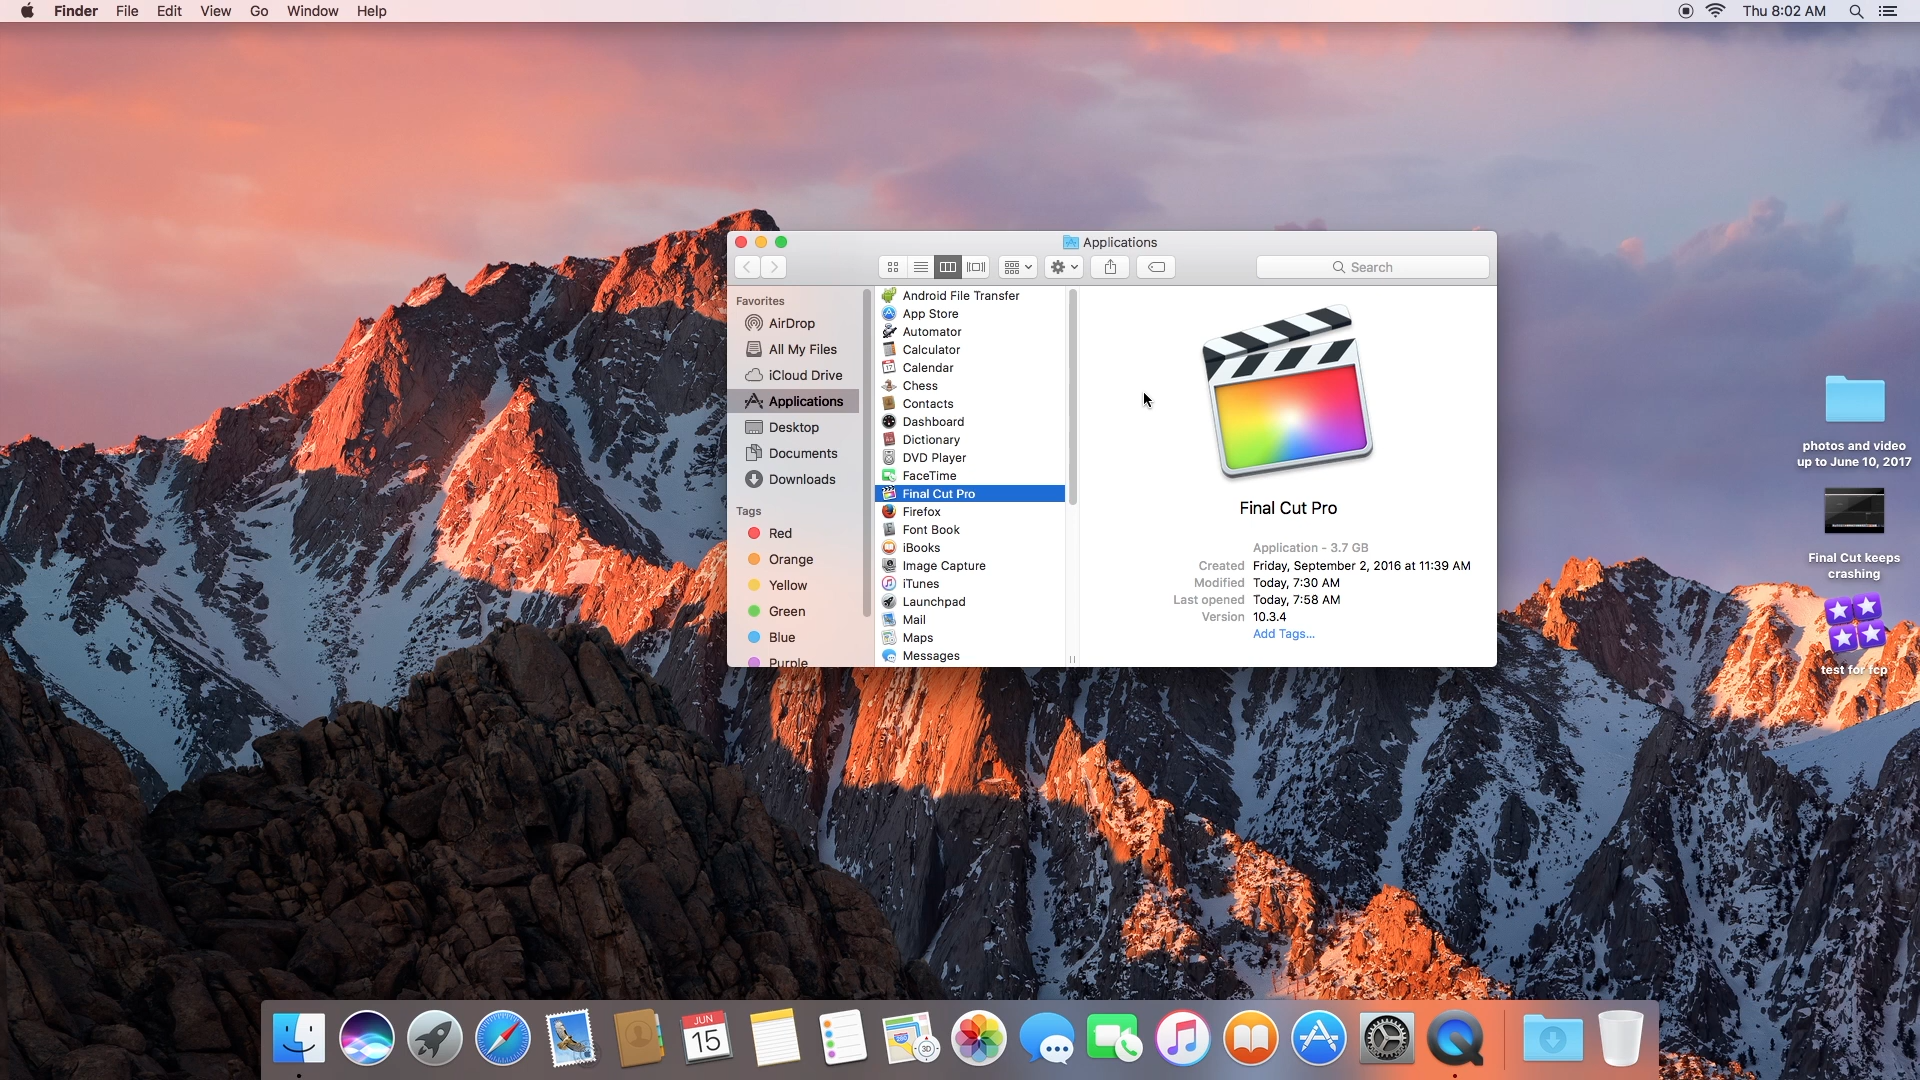 Finder File Edit View Go Window Help
Thu 8:02 AM
Applications
Search
Favorites
AirDrop
All My Files
iCloud Drive
Applications
Desktop
Documents
Downloads
Tags
Red
Orange
Yellow
Green
Blue
Purple
Android File Transfer
App Store
Automator
Calculator
Calendar
Chess
Contacts
Dashboard
Dictionary
DVD Player
FaceTime
Final Cut Pro
Firefox
Font Book
iBooks
Image Capture
iTunes
Launchpad
Mail
Maps
Messages
Final Cut Pro
Application - 3.7 GB
Created Friday, September 2, 2016 at 11:39 AM
Modified Today, 7:30 AM
Last opened Today, 7:58 AM
Version 10.3.4
Add Tags...
photos and video
up to June 10, 2017
Final Cut keeps
crashing
test for fcp
JUN
15
280
3D